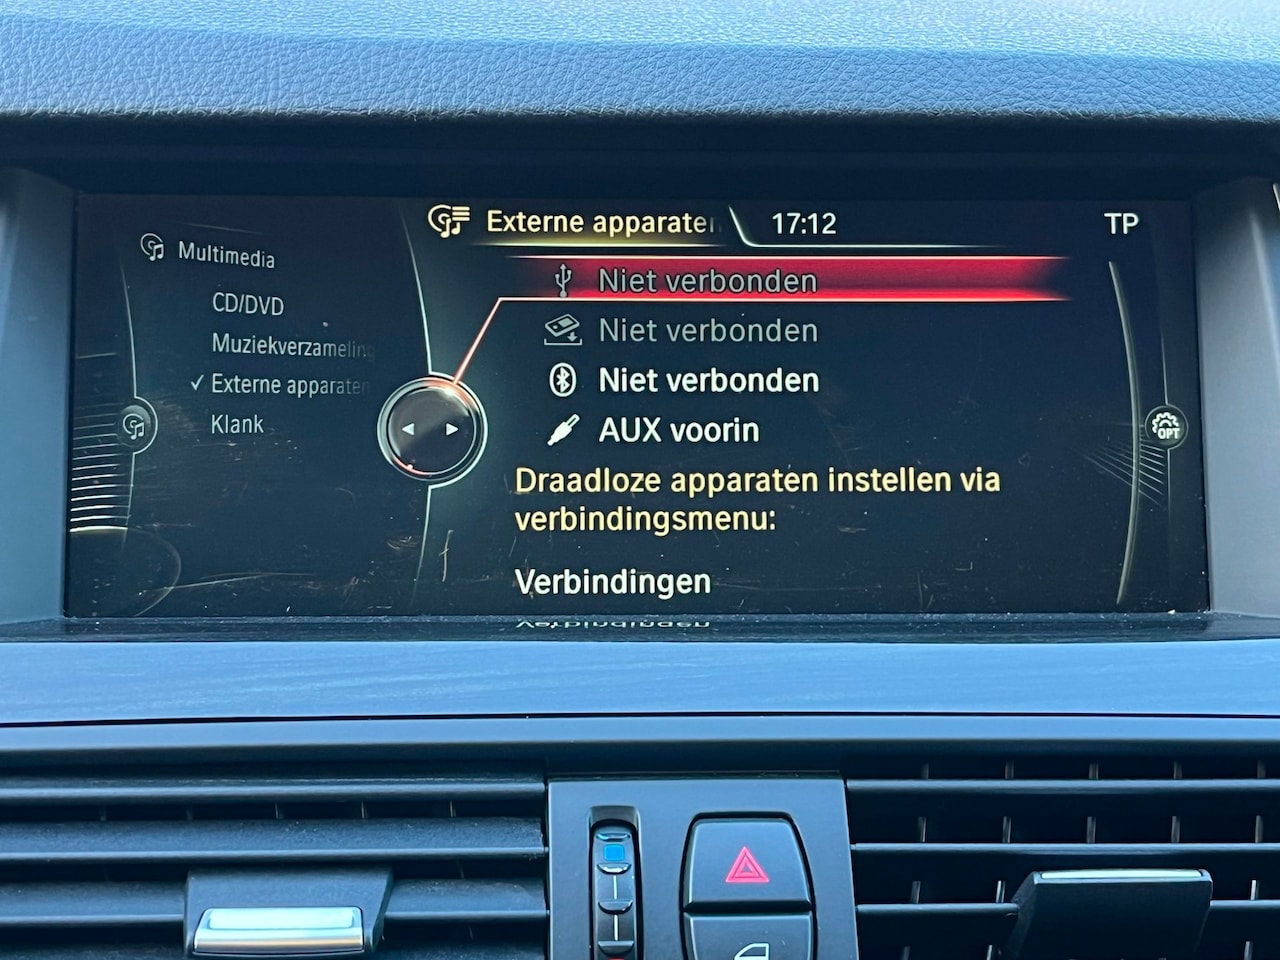 Externe apparaten 17:12 TP
Multimedia
CD/DVD
Muziekverzameling
✓ Externe apparaten
Klank
Niet verbonden
Niet verbonden
Niet verbonden
AUX voorin
Draadloze apparaten instellen via
verbindingsmenu:
Verbindingen
OPT